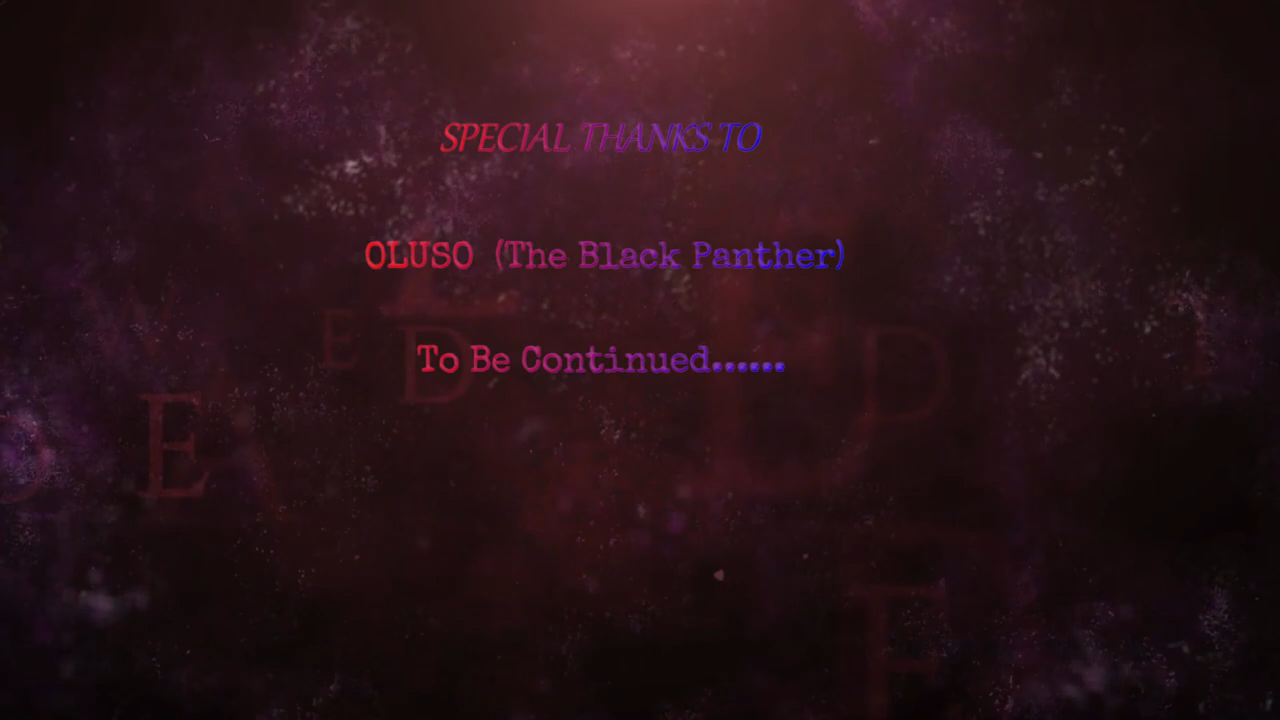 SPECIAL THANKS TO
OLUSO (The Black Panther)
To Be Continued......